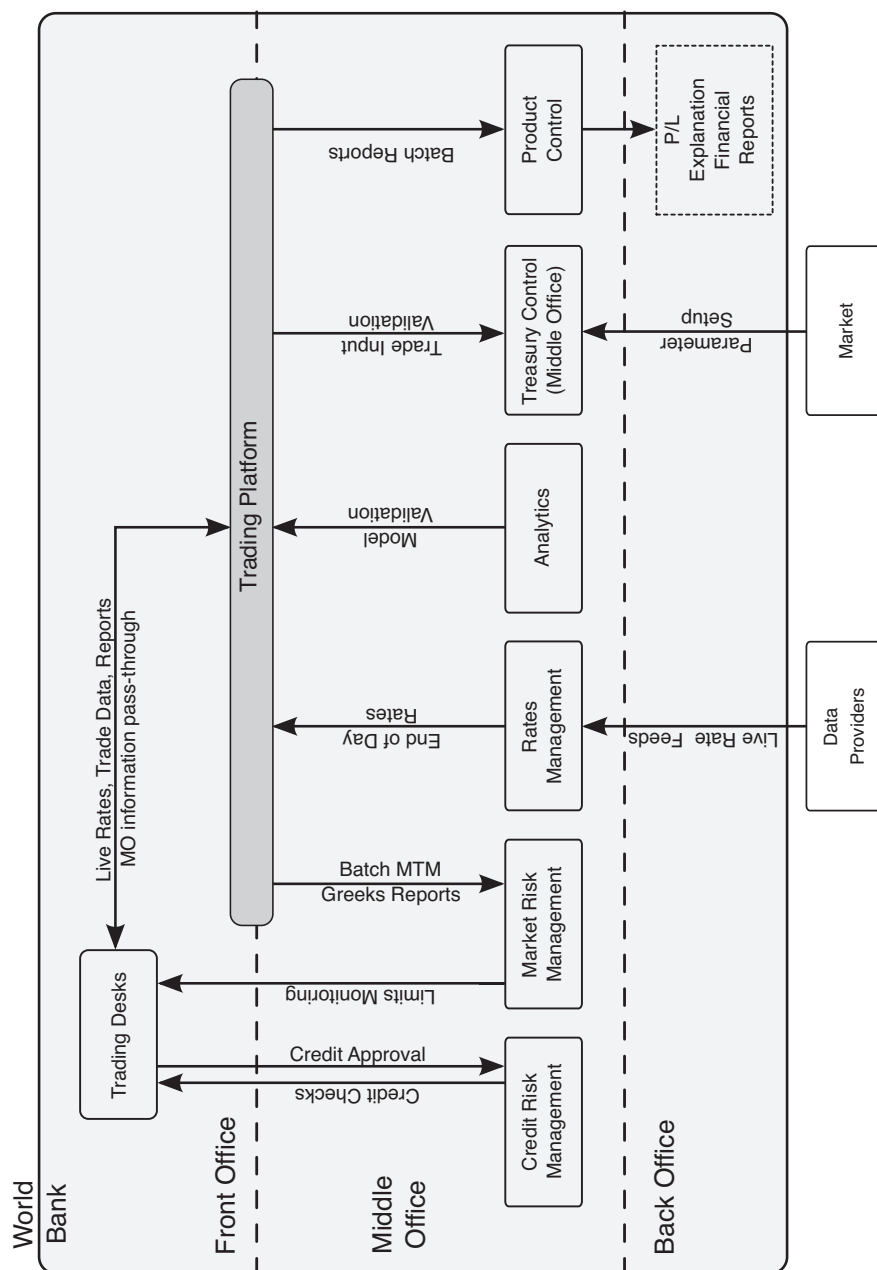 World
Bank
Front Office
Middle
Office
Back Office
Trading Desks
Live Rates, Trade Data, Reports
MO information pass-through
Trading Platform
Credit Checks
Credit Approval
Limits Monitoring
Batch MTM
Greeks Reports
End of Day
Rates
Model
Validation
Trade Input
Validation
Batch Reports
Credit Risk
Management
Market Risk
Management
Rates
Management
Analytics
Treasury Control
(Middle Office)
Product
Control
Live Rate Feeds
Parameter
Setup
P/L
Explanation
Financial
Reports
Data
Providers
Market